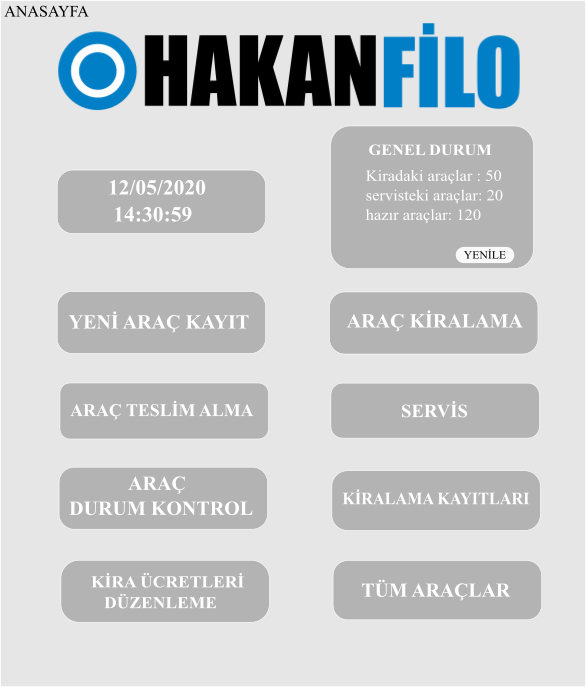 ANASAYFA
HAKANFİLO
12/05/2020
14:30:59
GENEL DURUM
Kiradaki araçlar : 50
servisteki araçlar: 20
hazır araçlar: 120
YENİLE
YENİ ARAÇ KAYIT
ARAÇ KİRALAMA
ARAÇ TESLİM ALMA
SERVİS
ARAÇ
DURUM KONTROL
KİRALAMA KAYITLARI
KİRA ÜCRETLERİ
DÜZENLEME
TÜM ARAÇLAR